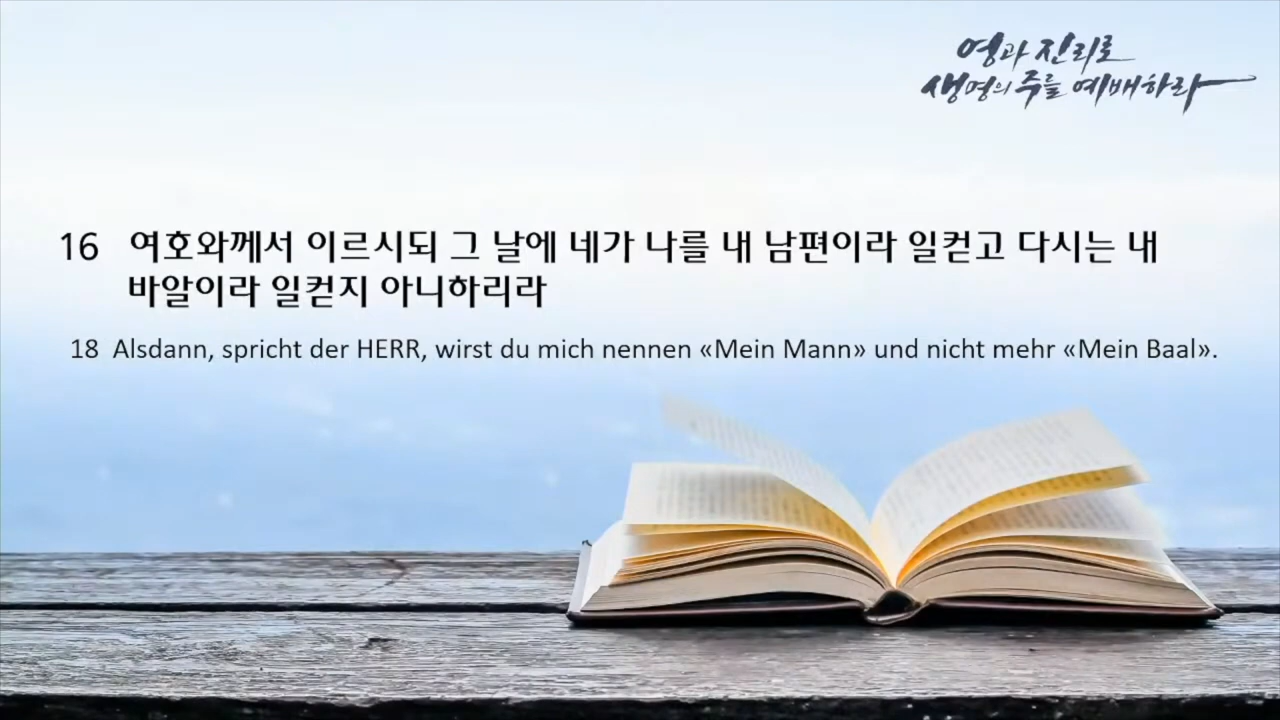 영과 진리로
생명의 주를 예배하라
16 여호와께서 이르시되 그 날에 네가 나를 내 남편이라 일컫고 다시는 내
바알이라 일컫지 아니하리라
18 Alsdann, spricht der HERR, wirst du mich nennen «Mein Mann» und nicht mehr «Mein Baal».